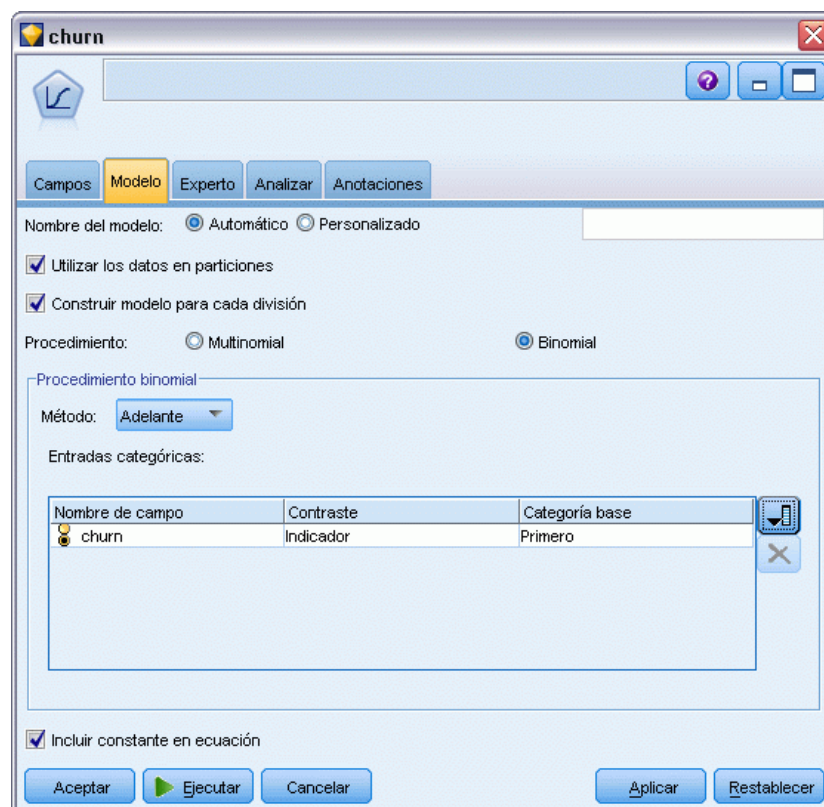 churn
Campos Modelo Experto Analizar Anotaciones
Nombre del modelo: Automático Personalizado
Utilizar los datos en particiones
Construir modelo para cada división
Procedimiento: Multinomial Binomial
Procedimiento binomial
Método: Adelante
Entradas categóricas:
Nombre de campo Contraste Categoría base
churn Indicador Primero
Incluir constante en ecuación
Aceptar Ejecutar Cancelar Aplicar Restablecer